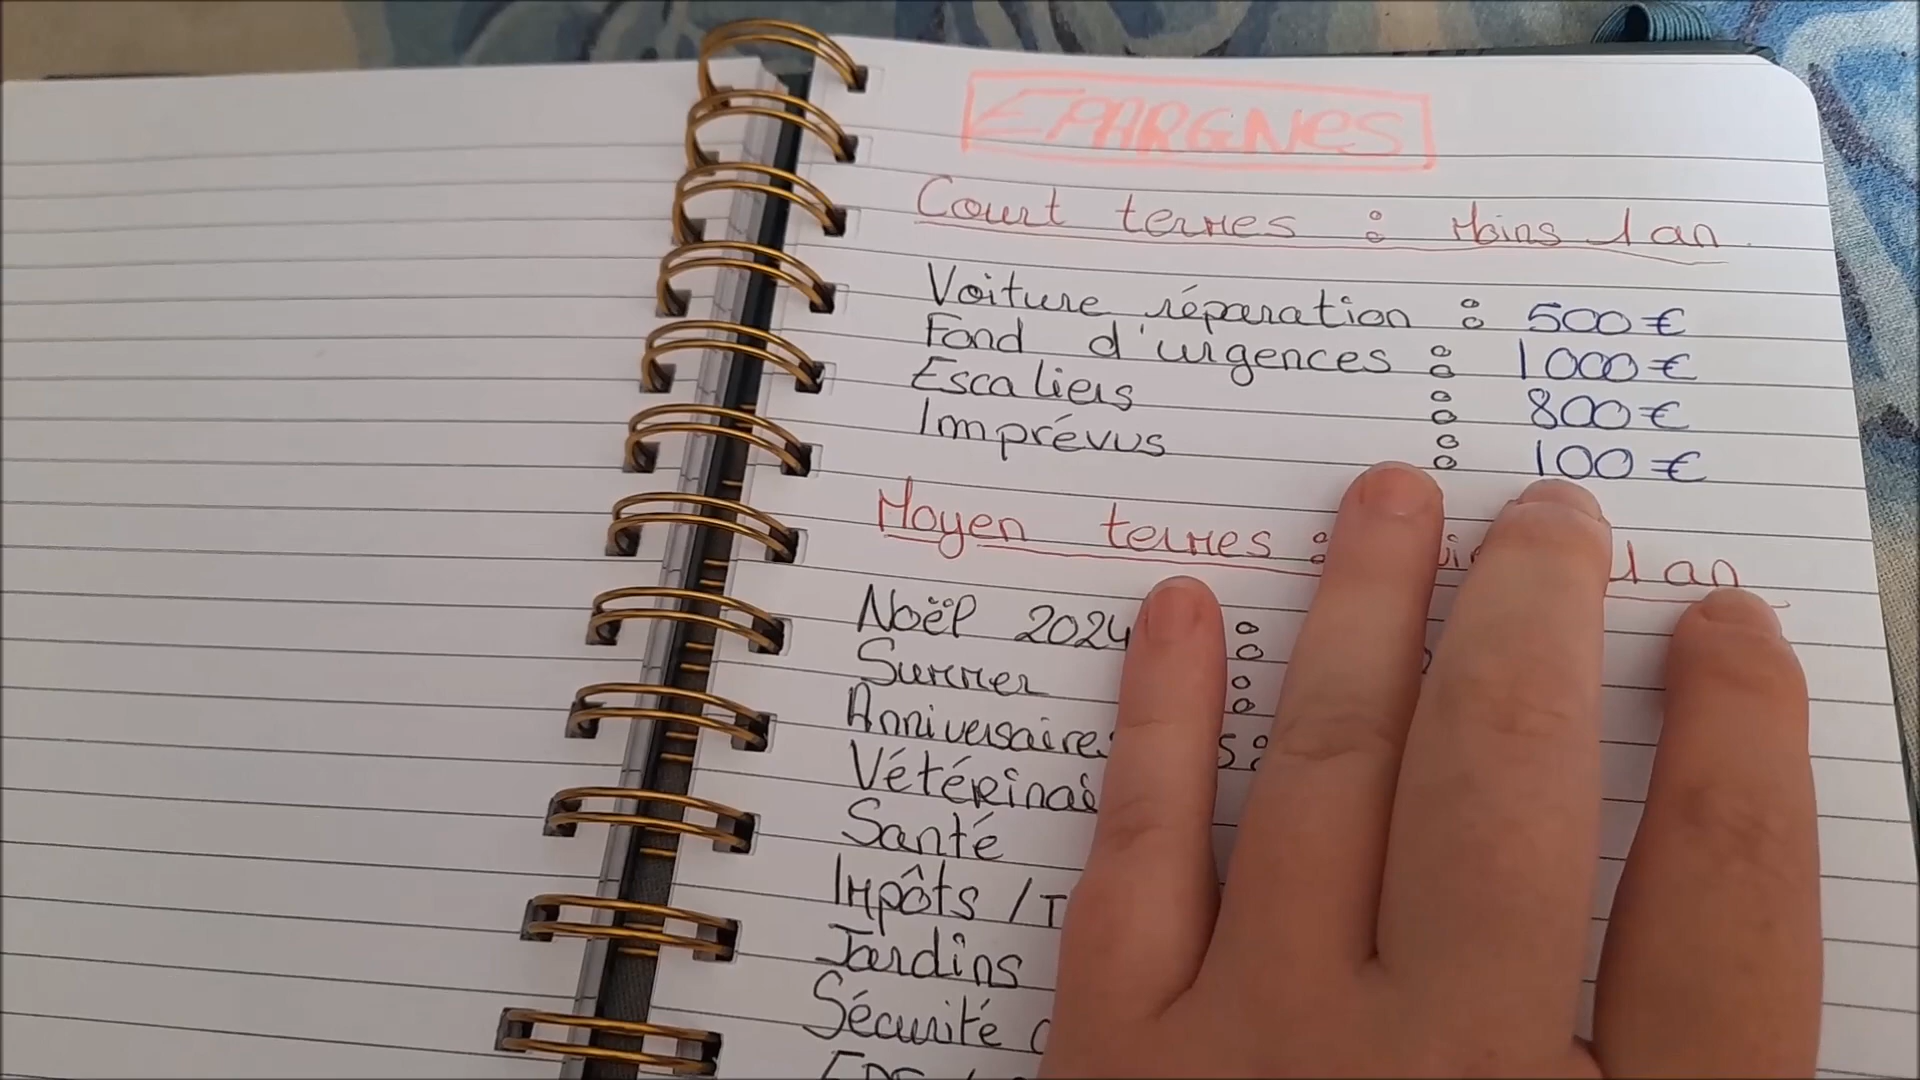 EPARGNES
Court termes : Moins 1 an
Voiture réparation : 500 €
Fond d'urgences : 1000 €
Escaliers : 800 €
Imprévus : 100 €
Moyen termes : 1 an
Noël 2024 :
Summer :
Anniversaires :
Santé
Impôts /
Jardins
Sécurité